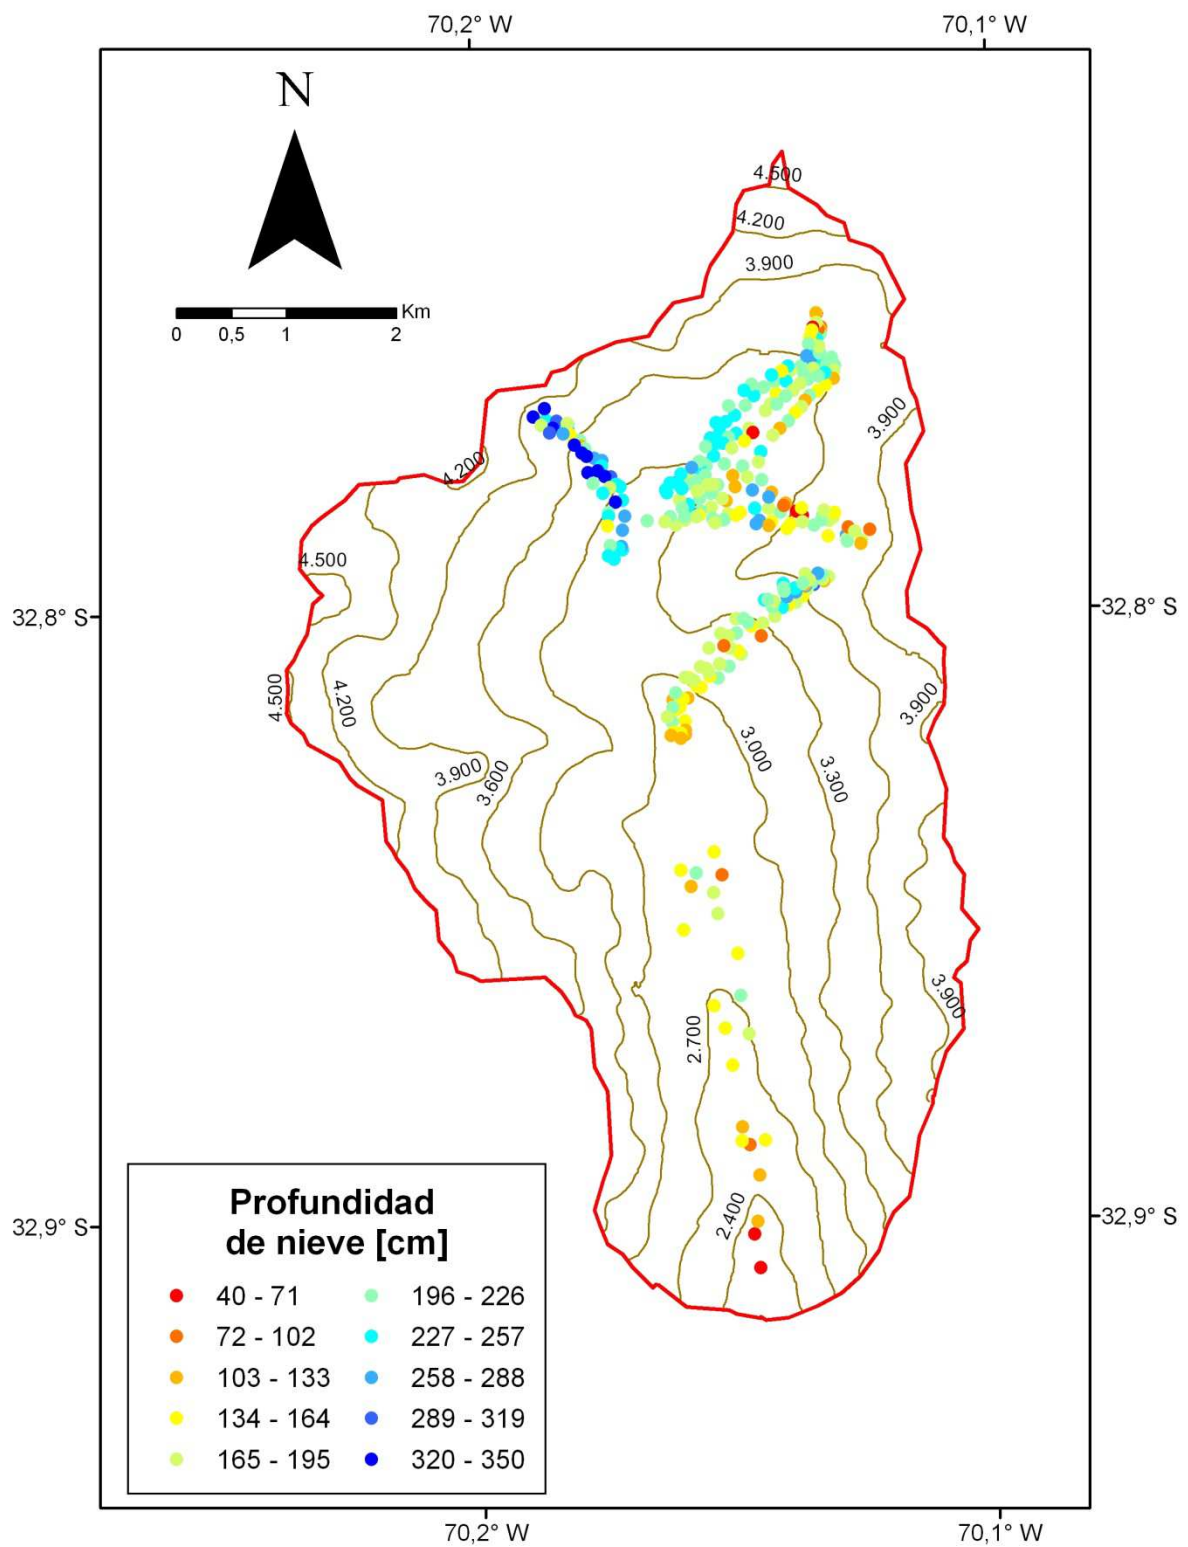 70,2° W
70,1° W
N
Km
0
0,5
1
2
4.500
4.200
3.900
3.900
4.200
4.500
32,8° S
32,8° S
4.500
4.200
3.900
3.900
3.600
3.000
3.300
3.900
2.700
2.400
32,9° S
32,9° S
Profundidad
de nieve [cm]
40 - 71
196 - 226
72 - 102
227 - 257
103 - 133
258 - 288
134 - 164
289 - 319
165 - 195
320 - 350
70,2° W
70,1° W